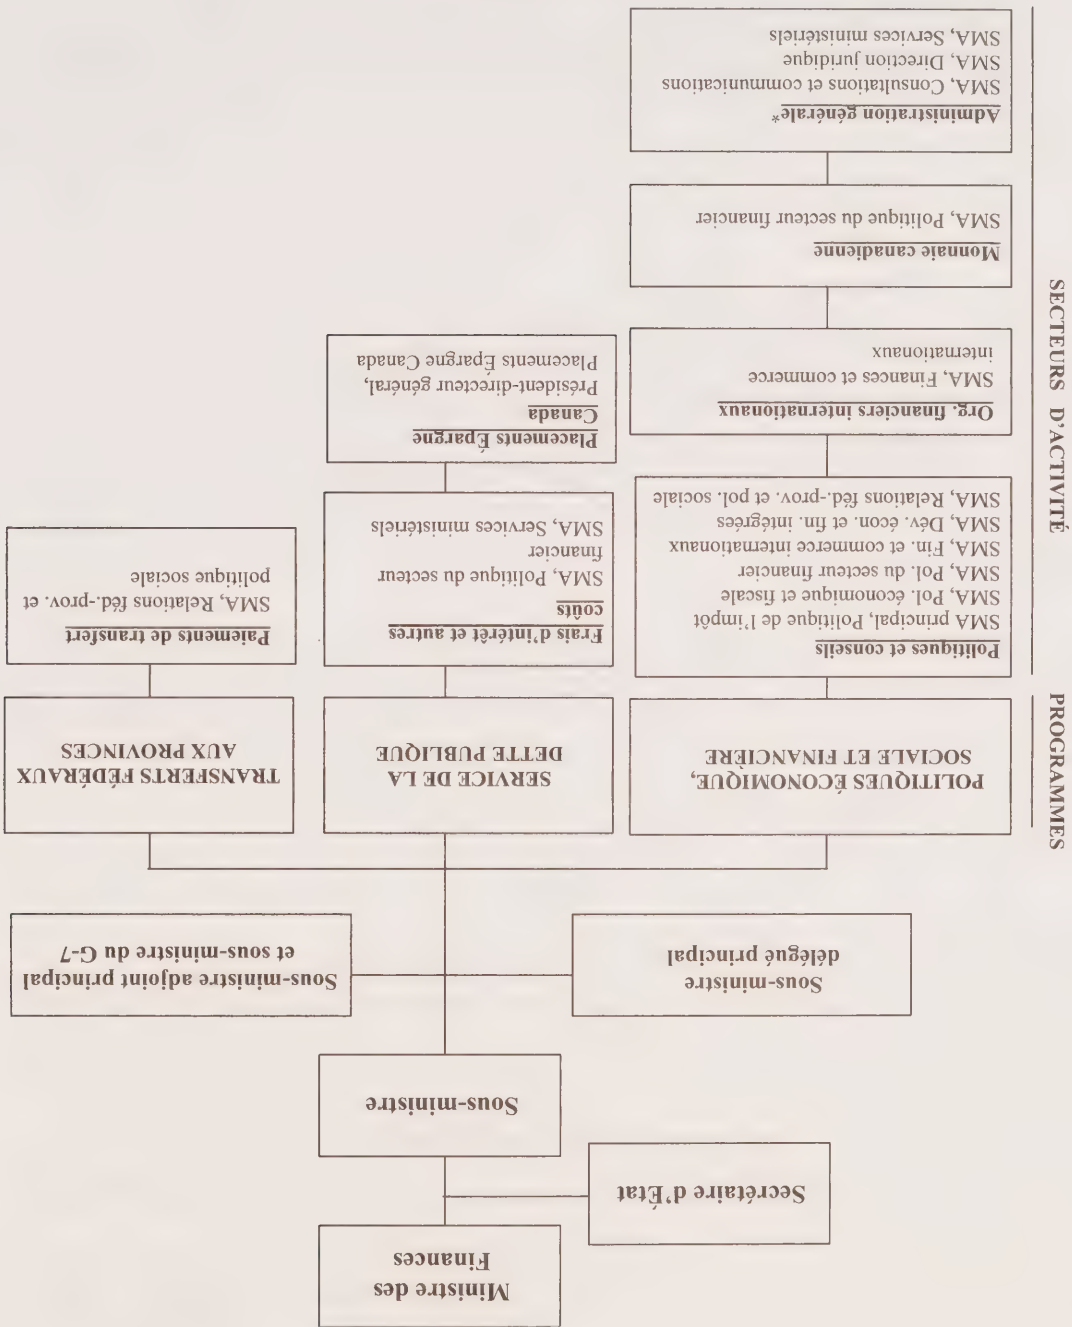 Ministre des
Finances
Secrétaire d'État
Sous-ministre
Sous-ministre
délégué principal
Sous-ministre adjoint principal
et sous-ministre du G-7
PROGRAMMES
POLITIQUES ÉCONOMIQUE,
SOCIALE ET FINANCIÈRE
SERVICE DE LA
DETTE PUBLIQUE
TRANSFERTS FÉDÉRAUX
AUX PROVINCES
SECTEURS D'ACTIVITÉ
Politiques et conseils
SMA principal, Politique de l'impôt
SMA, Pol. économique et fiscale
SMA, Pol. du secteur financier
SMA, Fin. et commerce internationaux
SMA, Dév. écon. et fin. intégrées
SMA, Relations féd.-prov. et pol. sociale
Frais d'intérêt et autres
coûts
SMA, Politique du secteur
financier
SMA, Services ministériels
Paiements de transfert
SMA, Relations féd.-prov. et
politique sociale
Org. financiers internationaux
SMA, Finances et commerce
internationaux
Placements Épargne
Canada
Président-directeur général,
Placements Épargne Canada
Monnaie canadienne
SMA, Politique du secteur financier
Administration générale*
SMA, Consultations et communications
SMA, Direction juridique
SMA, Services ministériels